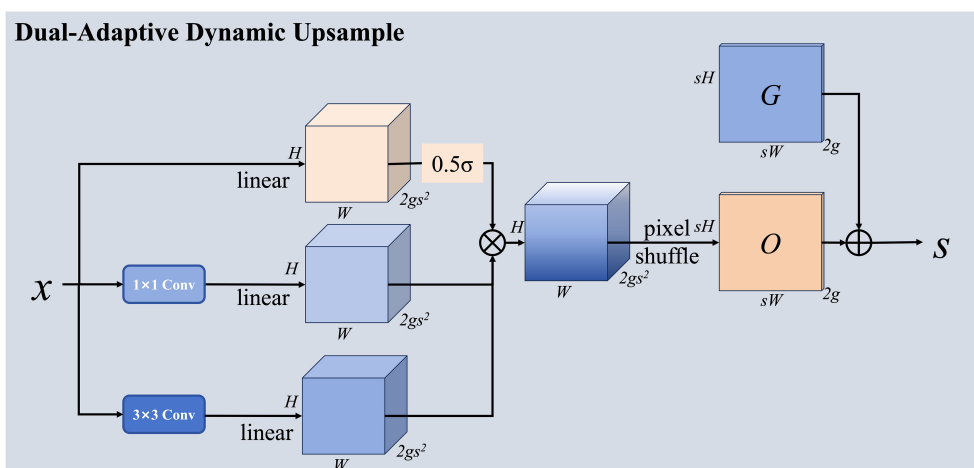 Dual-Adaptive Dynamic Upsample
H
linear
W
2gs²
0.5σ
x
1×1 Conv
H
linear
W
2gs²
3×3 Conv
H
linear
W
2gs²
H
W
2gs²
pixel
shuffle
sH
G
sW
2g
sH
O
sW
2g
s